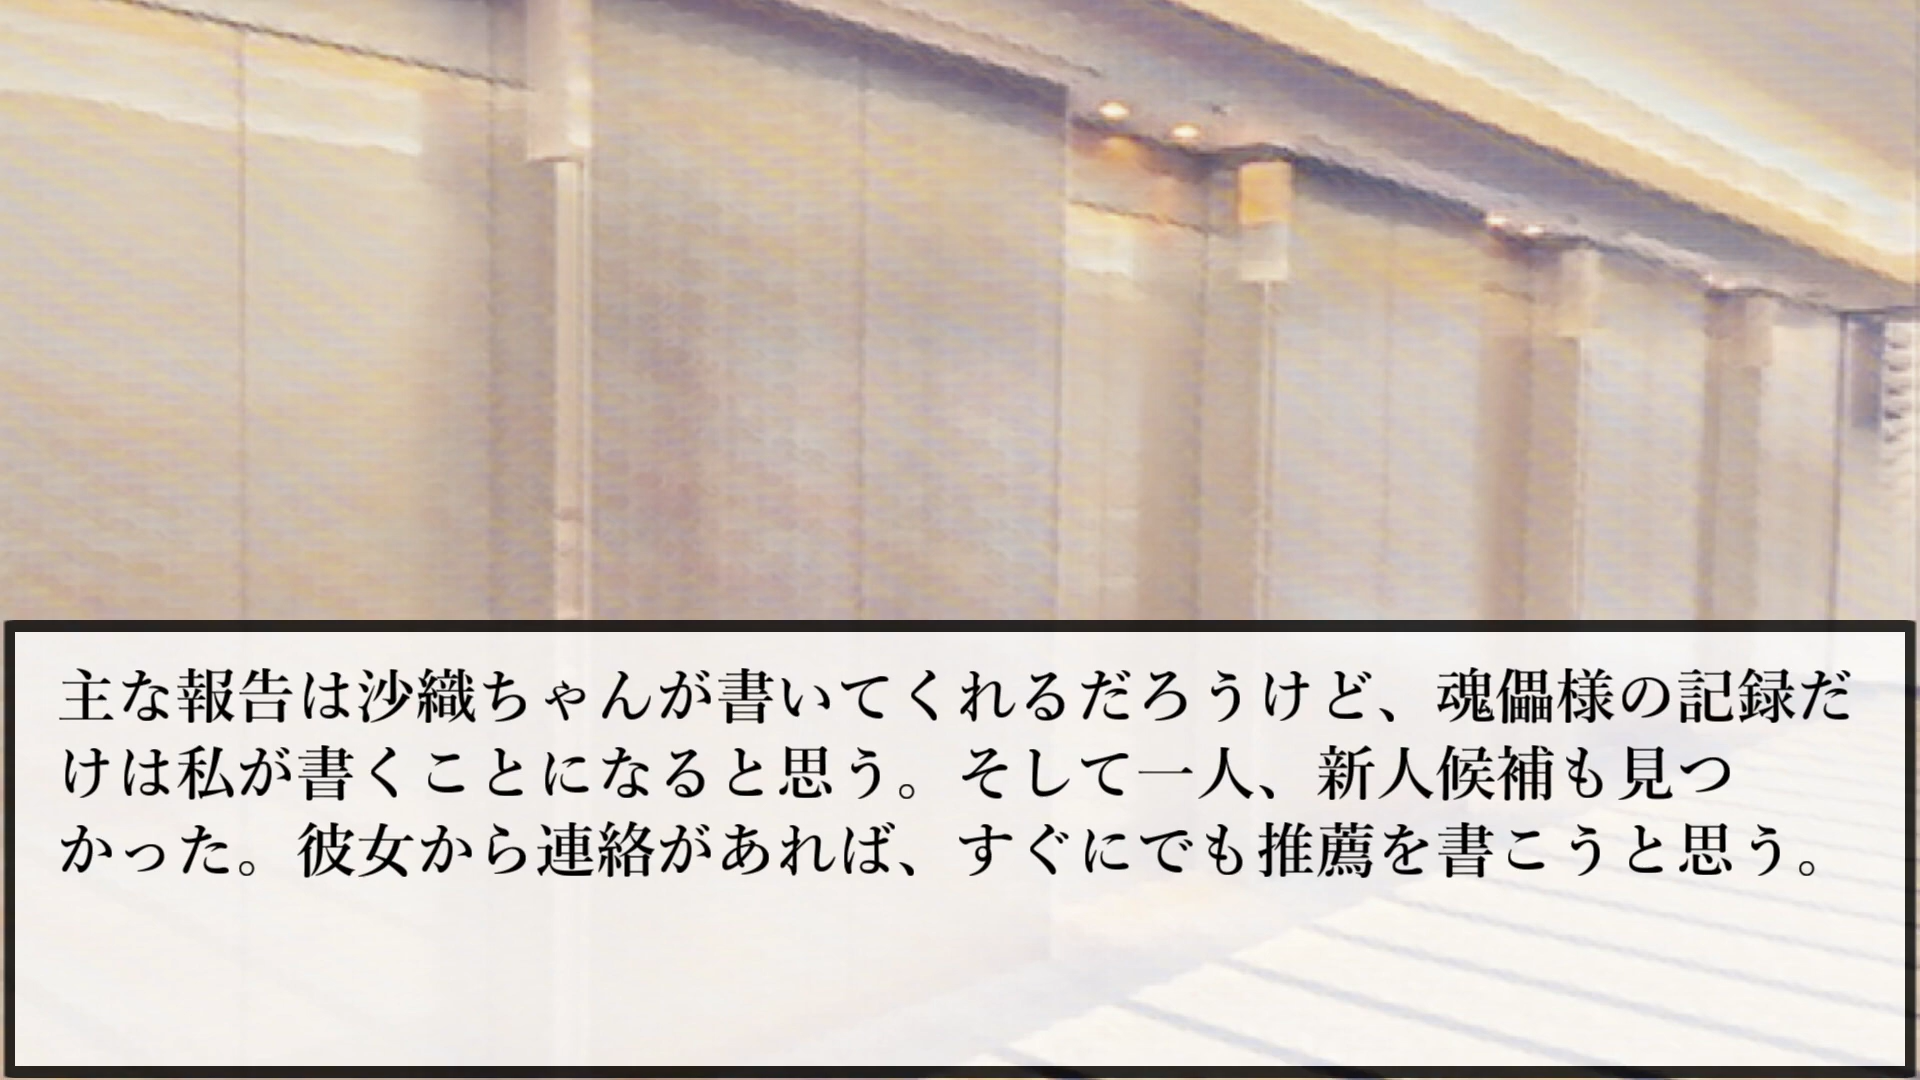 主な報告は沙織ちゃんが書いてくれるだろうけど、魂儡様の記録だ
けは私が書くことになると思う。そして一人、新人候補も見つ
かった。彼女から連絡があれば、すぐにでも推薦を書こうと思う。